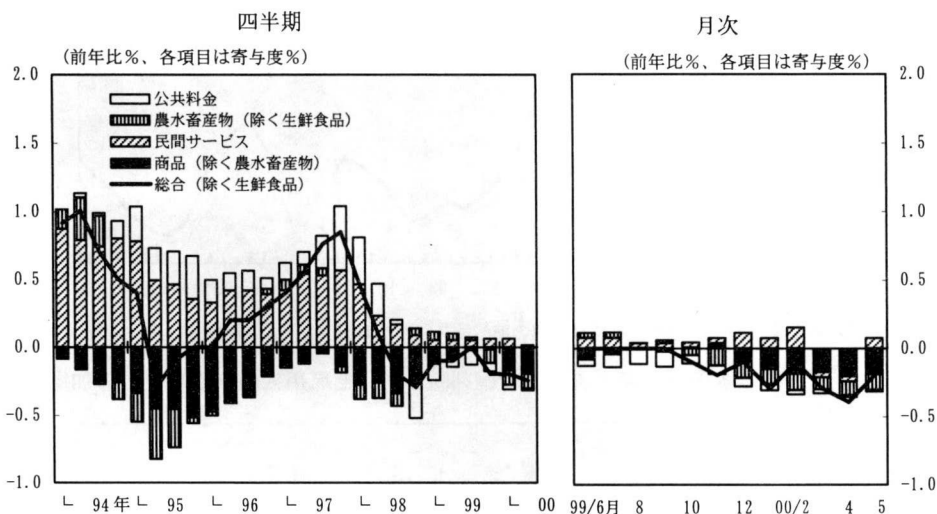 四半期
(前年比%、各項目は寄与度%)
2.0
1.5
1.0
0.5
0.0
-0.5
-1.0
公共料金
農水畜産物（除く生鮮食品）
民間サービス
商品（除く農水畜産物）
総合（除く生鮮食品）
94年 95 96 97 98 99 00
月次
(前年比%、各項目は寄与度%)
2.0
1.5
1.0
0.5
0.0
-0.5
-1.0
99/6月 8 10 12 00/2 4 5